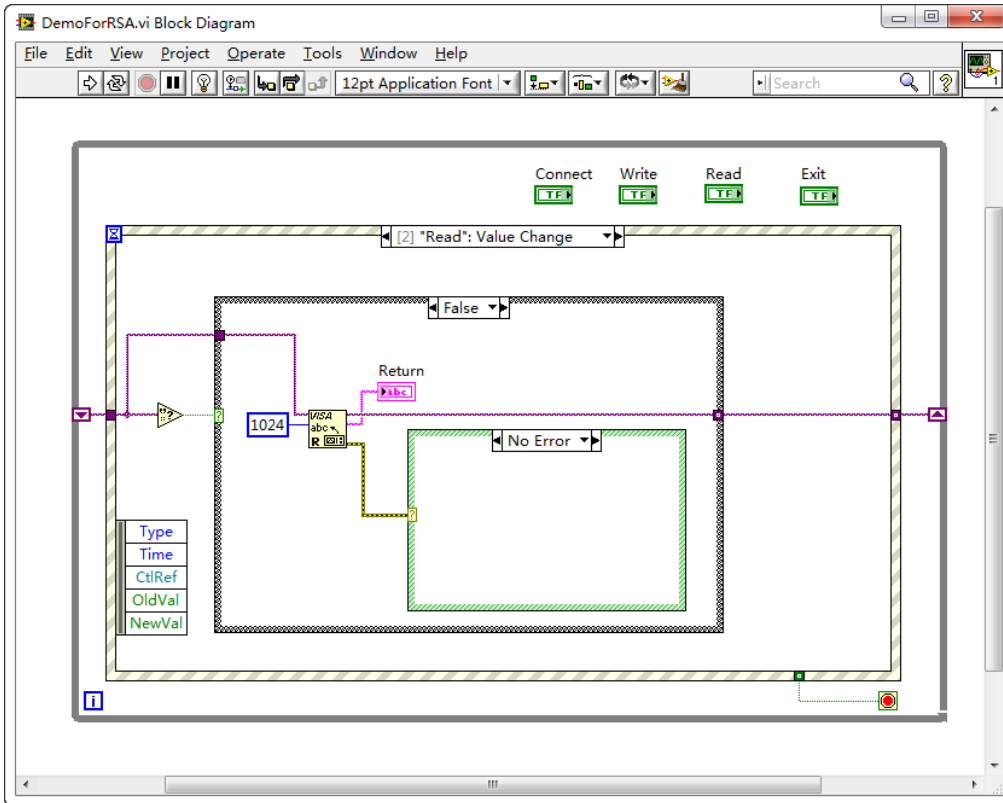 DemoForRSA.vi Block Diagram
File Edit View Project Operate Tools Window Help
12pt Application Font
Search
1
Connect Write Read Exit
TF TF TF TF
[2] "Read": Value Change
False
Return
abc
1024
VISA
abc
R
No Error
Type
Time
CtlRef
OldVal
NewVal
i